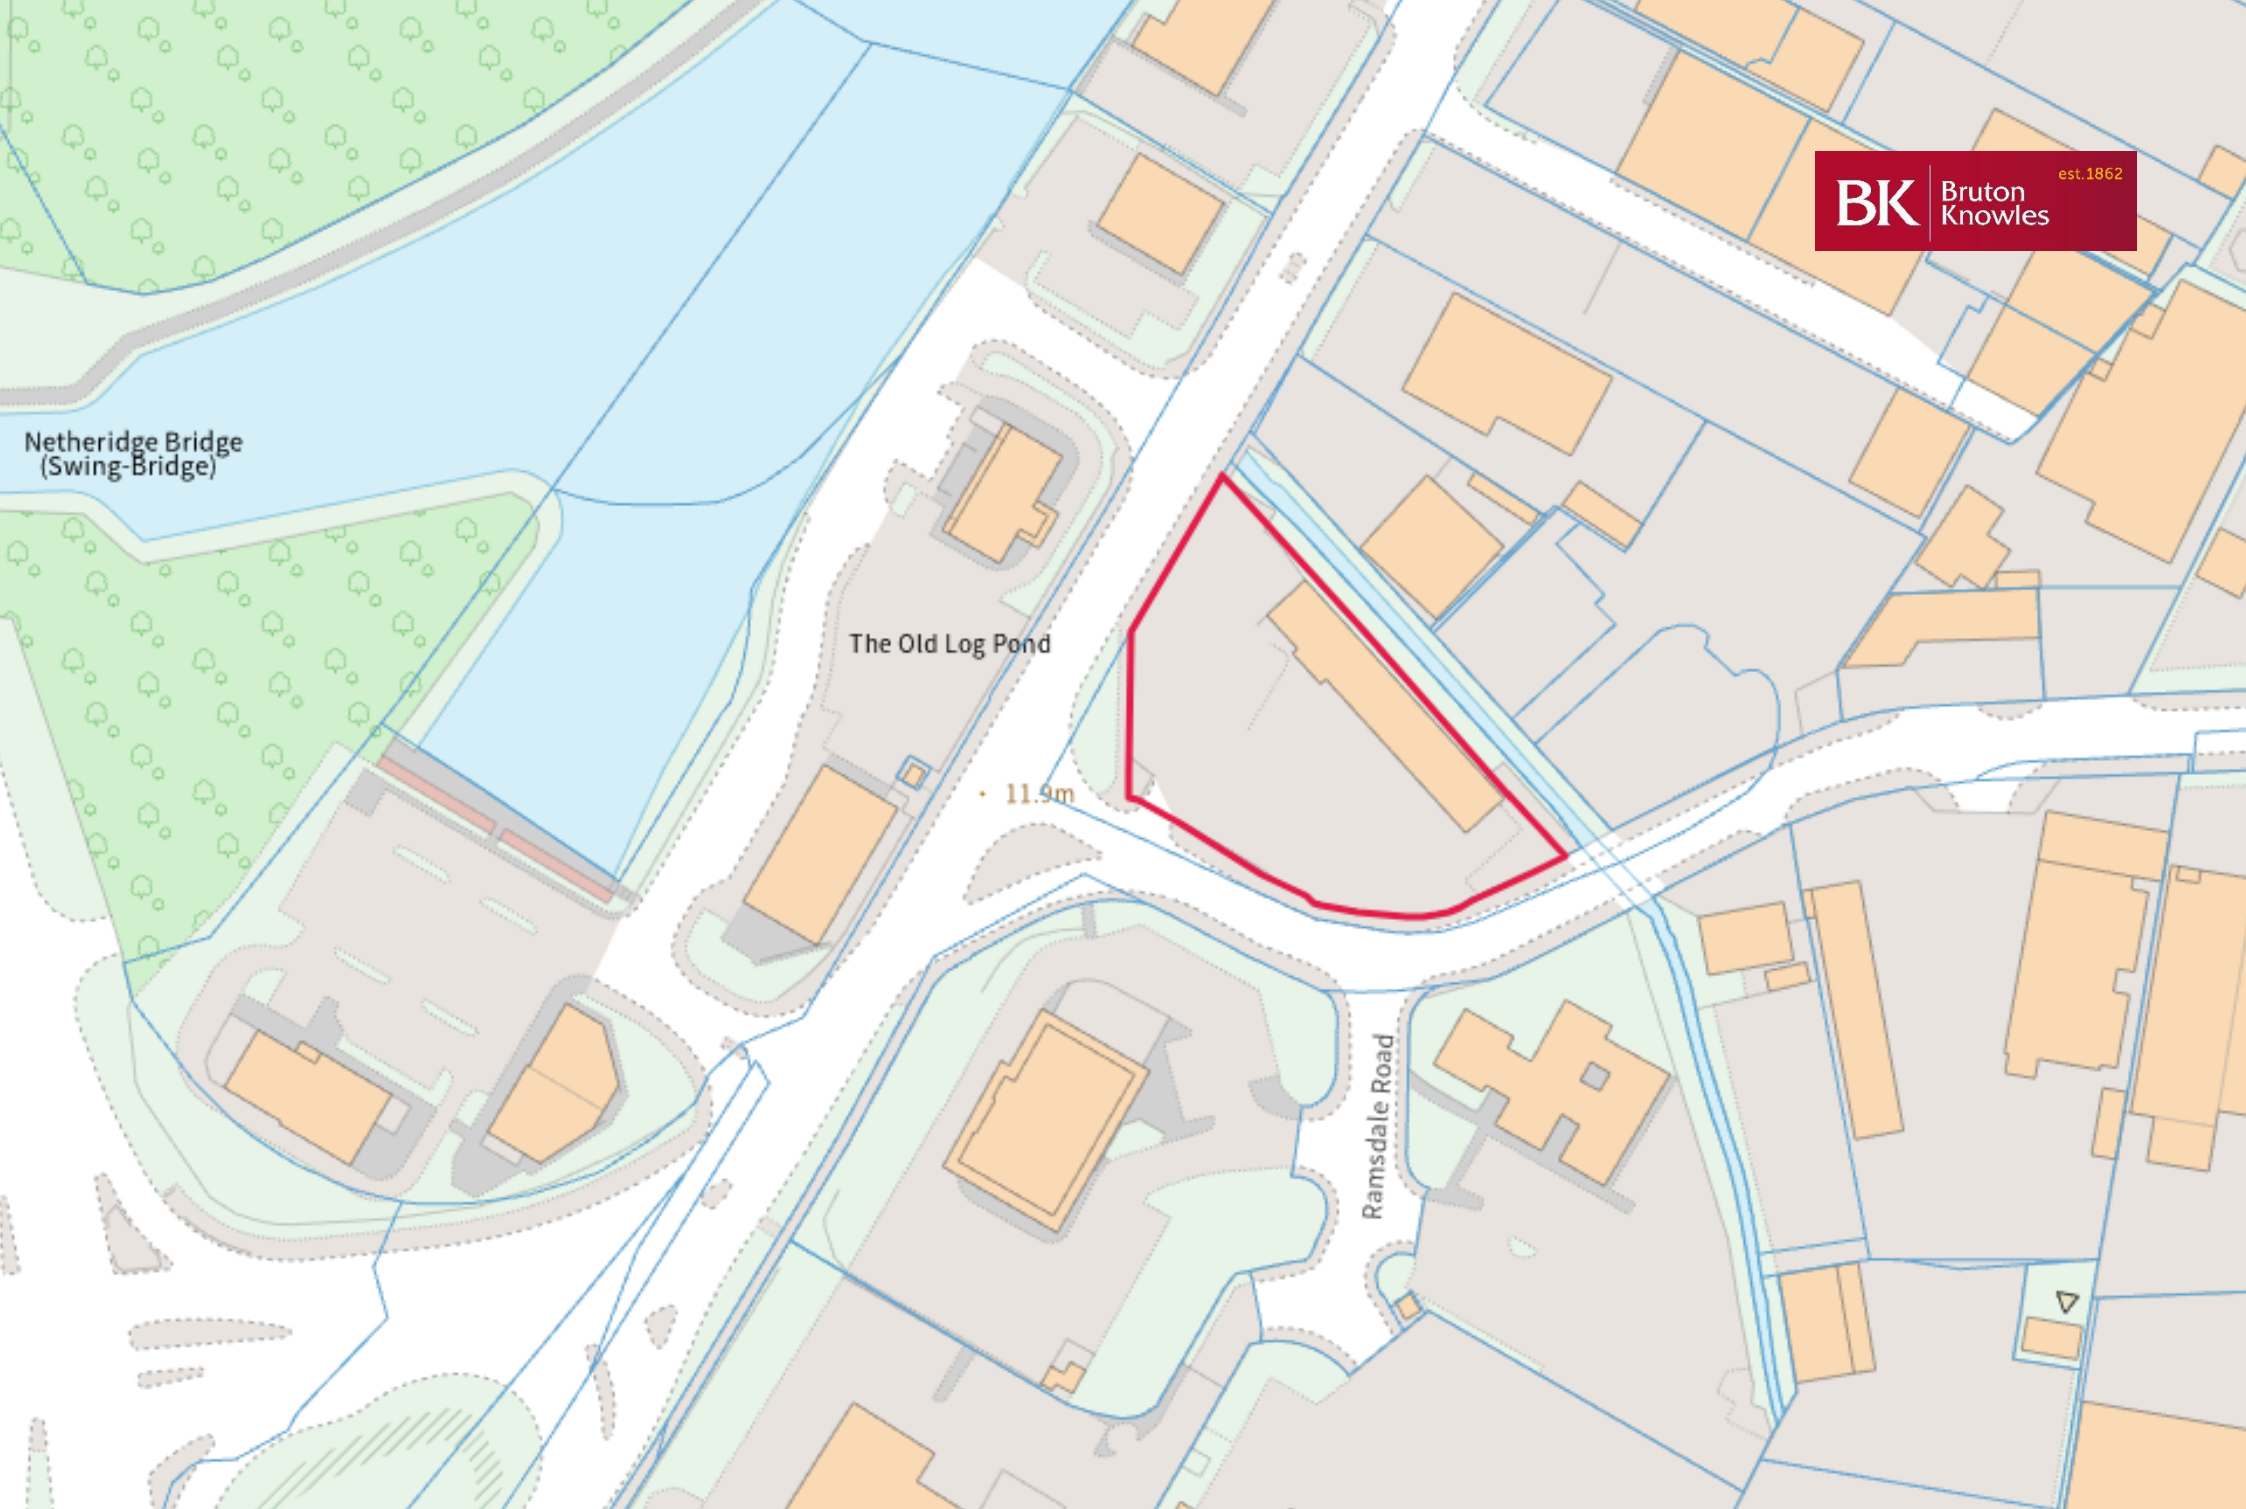 est.1862
BK
Bruton
Knowles
Netheridge Bridge
(Swing-Bridge)
The Old Log Pond
11.9m
Ramsdale Road